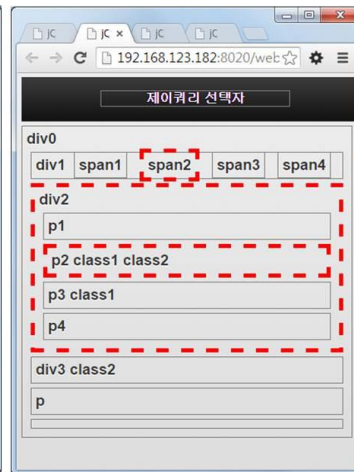 jC
jC ×
jC
jC
192.168.123.182:8020/web
제이쿼리 선택자
div0
div1 span1 span2 span3 span4
div2
p1
p2 class1 class2
p3 class1
p4
div3 class2
p